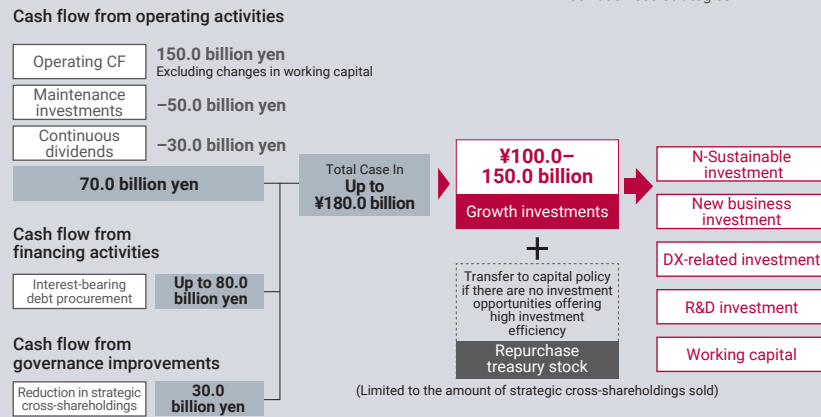 Cash flow from operating activities
Operating CF
150.0 billion yen
Excluding changes in working capital
Maintenance
investments
–50.0 billion yen
Continuous
dividends
–30.0 billion yen
70.0 billion yen
Cash flow from
financing activities
Interest-bearing
debt procurement
Up to 80.0
billion yen
Cash flow from
governance improvements
Reduction in strategic
cross-shareholdings
30.0
billion yen
Total Case In
Up to
¥180.0 billion
¥100.0–
150.0 billion
Growth investments
+
Transfer to capital policy
if there are no investment
opportunities offering
high investment
efficiency
Repurchase
treasury stock
(Limited to the amount of strategic cross-shareholdings sold)
N-Sustainable
investment
New business
investment
DX-related investment
R&D investment
Working capital